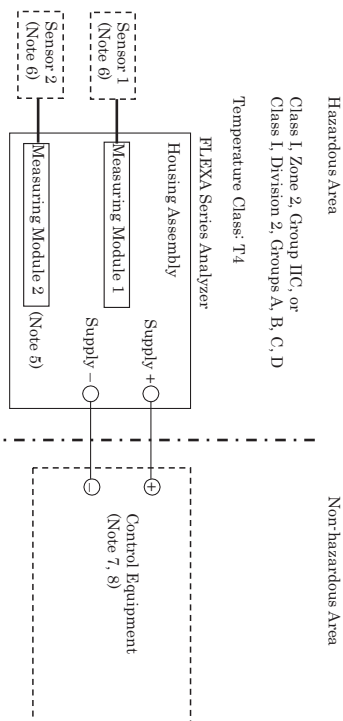 Hazardous Area
Non-hazardous Area
Class I, Zone 2, Group IIC, or
Class I, Division 2, Groups A, B, C, D
Temperature Class: T4
FLEXA Series Analyzer
Housing Assembly
Sensor 1
(Note 6)
Measuring Module 1
Supply +
+
Control Equipment
(Note 7, 8)
Sensor 2
(Note 6)
Measuring Module 2
(Note 5)
Supply –
–